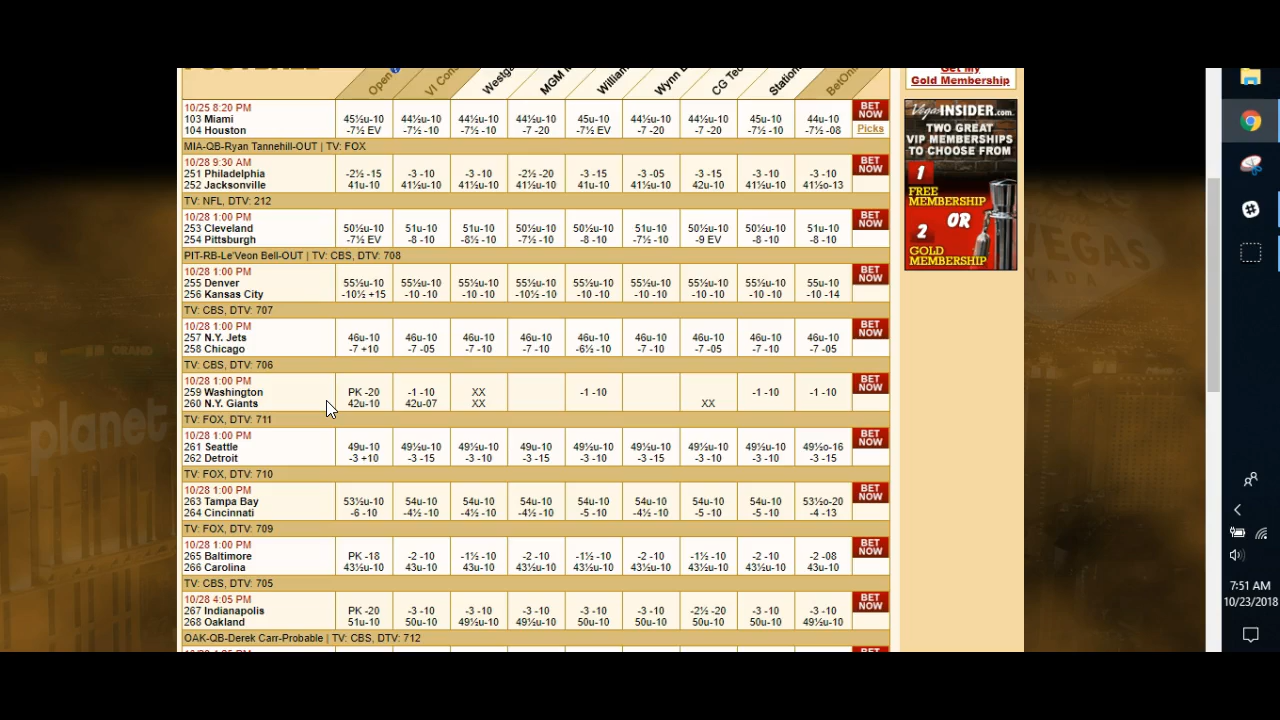 Open VI Cons Westga MGM Willian Wynn CG Tec Station BetOnl
Get My
Gold Membership
10/25 8:20 PM
103 Miami 45½u-10 44½u-10 44½u-10 44½u-10 45u-10 44½u-10 44½u-10 45u-10 44u-10 BET NOW
104 Houston -7½ EV -7½ -10 -7½ -10 -7 -20 -7½ EV -7 -20 -7 -20 -7½ -10 -7½ -08 Picks
MIA-QB-Ryan Tannehill-OUT | TV: FOX
10/28 9:30 AM
251 Philadelphia -2½ -15 -3 -10 -3 -10 -2½ -20 -3 -15 -3 -05 -3 -15 -3 -10 -3 -10 BET NOW
252 Jacksonville 41u-10 41½u-10 41½u-10 41½u-10 41u-10 41½u-10 42u-10 41½u-10 41½o-13
TV: NFL, DTV: 212
10/28 1:00 PM
253 Cleveland 50½u-10 51u-10 51u-10 50½u-10 50½u-10 51u-10 50½u-10 50½u-10 51u-10 BET NOW
254 Pittsburgh -7½ EV -8 -10 -8½ -10 -7½ -10 -8 -10 -7½ -10 -9 EV -8 -10 -8 -10
PIT-RB-Le'Veon Bell-OUT | TV: CBS, DTV: 708
10/28 1:00 PM
255 Denver 55½u-10 55½u-10 55½u-10 55½u-10 55½u-10 55½u-10 55½u-10 55½u-10 55u-10 BET NOW
256 Kansas City -10½ +15 -10 -10 -10 -10 -10½ -10 -10 -10 -10 -10 -10 -10 -10 -10 -10 -14
TV: CBS, DTV: 707
10/28 1:00 PM
257 N.Y. Jets 46u-10 46u-10 46u-10 46u-10 46u-10 46u-10 46u-10 46u-10 46u-10 BET NOW
258 Chicago -7 +10 -7 -05 -7 -10 -7 -10 -6½ -10 -7 -10 -7 -05 -7 -10 -7 -05
TV: CBS, DTV: 706
10/28 1:00 PM
259 Washington PK -20 -1 -10 XX -1 -10 -1 -10 -1 -10 BET NOW
260 N.Y. Giants 42u-10 42u-07 XX XX
TV: FOX, DTV: 711
10/28 1:00 PM
261 Seattle 49u-10 49½u-10 49½u-10 49u-10 49½u-10 49½u-10 49½u-10 49½u-10 49½o-16 BET NOW
262 Detroit -3 +10 -3 -15 -3 -10 -3 -15 -3 -10 -3 -15 -3 -10 -3 -10 -3 -15
TV: FOX, DTV: 710
10/28 1:00 PM
263 Tampa Bay 53½u-10 54u-10 54u-10 54u-10 54u-10 54u-10 54u-10 54u-10 53½o-20 BET NOW
264 Cincinnati -6 -10 -4½ -10 -4½ -10 -4½ -10 -5 -10 -4½ -10 -5 -10 -5 -10 -4 -13
TV: FOX, DTV: 709
10/28 1:00 PM
265 Baltimore PK -18 -2 -10 -1½ -10 -2 -10 -1½ -10 -2 -10 -1½ -10 -2 -10 -2 -08 BET NOW
266 Carolina 43½u-10 43u-10 43u-10 43½u-10 43½u-10 43u-10 43½u-10 43½u-10 43u-10
TV: CBS, DTV: 705
10/28 4:05 PM
267 Indianapolis PK -20 -3 -10 -3 -10 -3 -10 -3 -10 -3 -10 -2½ -20 -3 -10 -3 -10 BET NOW
268 Oakland 51u-10 50u-10 49½u-10 49½u-10 50u-10 50u-10 50u-10 50u-10 49½u-10
OAK-QB-Derek Carr-Probable | TV: CBS, DTV: 712
VegasINSIDER.com
TWO GREAT
VIP MEMBERSHIPS
TO CHOOSE FROM
1
FREE
MEMBERSHIP
OR
2
GOLD
MEMBERSHIP
planet
VEGAS
7:51 AM
10/23/2018